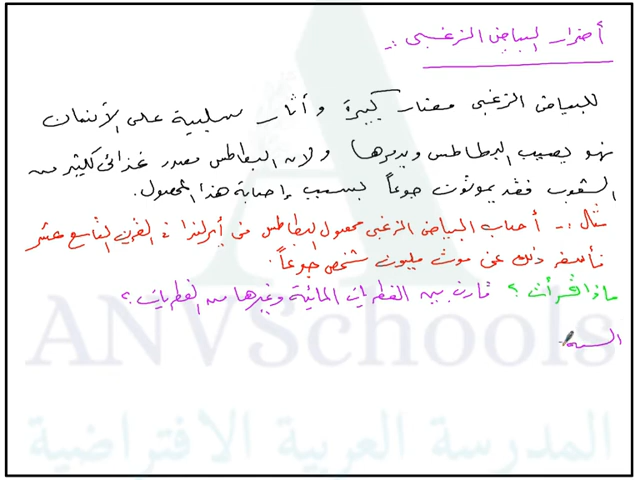 أضرار البياض الزغبي :-
للبياض الزغبي مضار كبيرة وأثار سلبية على الإنسان
فهو يصيب البطاطس ويدمرها ولان البطاطس مصدر غذائي لكثير من
الشعوب فقد يموتون جوعاً بسبب إصابة هذا المحصول.
مثال :- أصاب البياض الزغبي محصول البطاطس في أيرلندا في القرن التاسع عشر
فأسفر ذلك عن موت مليون شخص جوعاً.
ماذا قرأت ؟ قارن بين الفطريات المائية وغيرها من الفطريات ؟
ANVSchools
المدرسة العربية الافتراضية